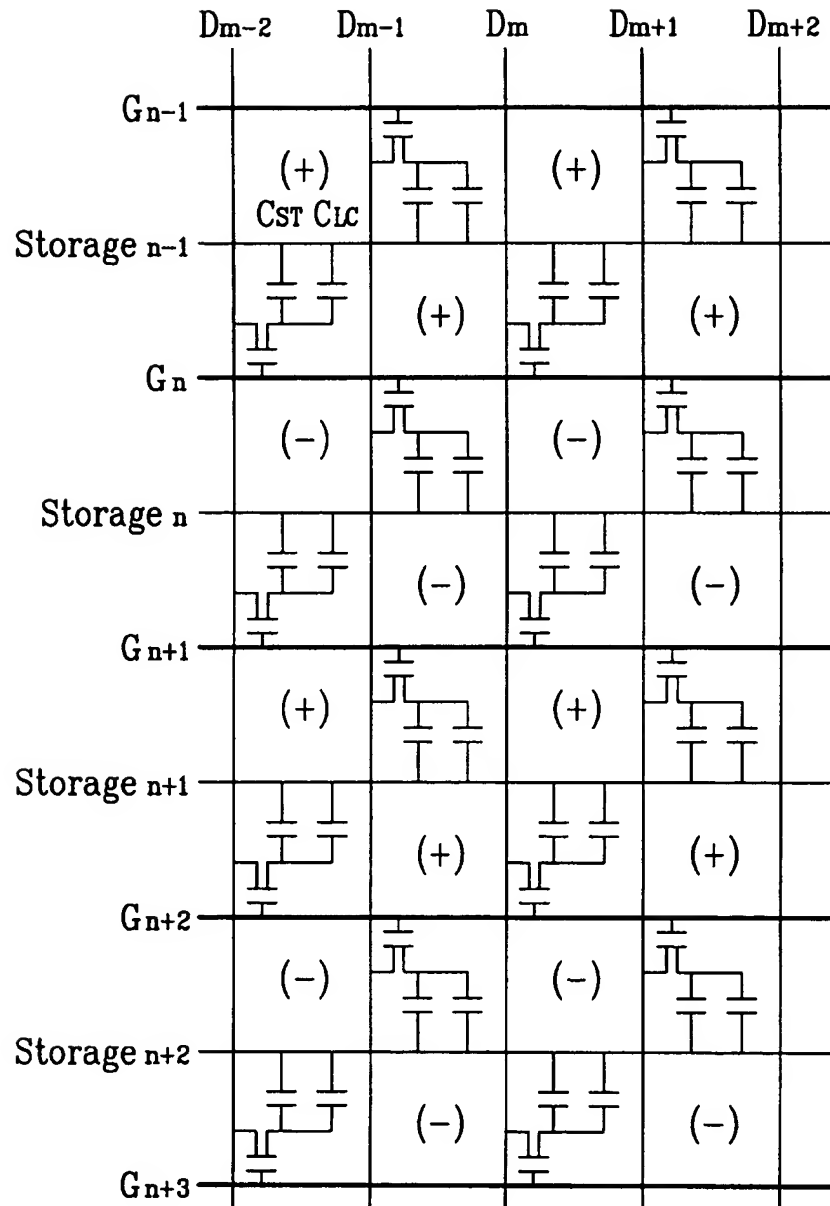 Dm-2 Dm-1 Dm Dm+1 Dm+2
Gn-1
(+) (+)
CST CLC
Storage n-1
(+) (+)
Gn
(-) (-)
Storage n
(-) (-)
Gn+1
(+) (+)
Storage n+1
(+) (+)
Gn+2
(-) (-)
Storage n+2
(-) (-)
Gn+3